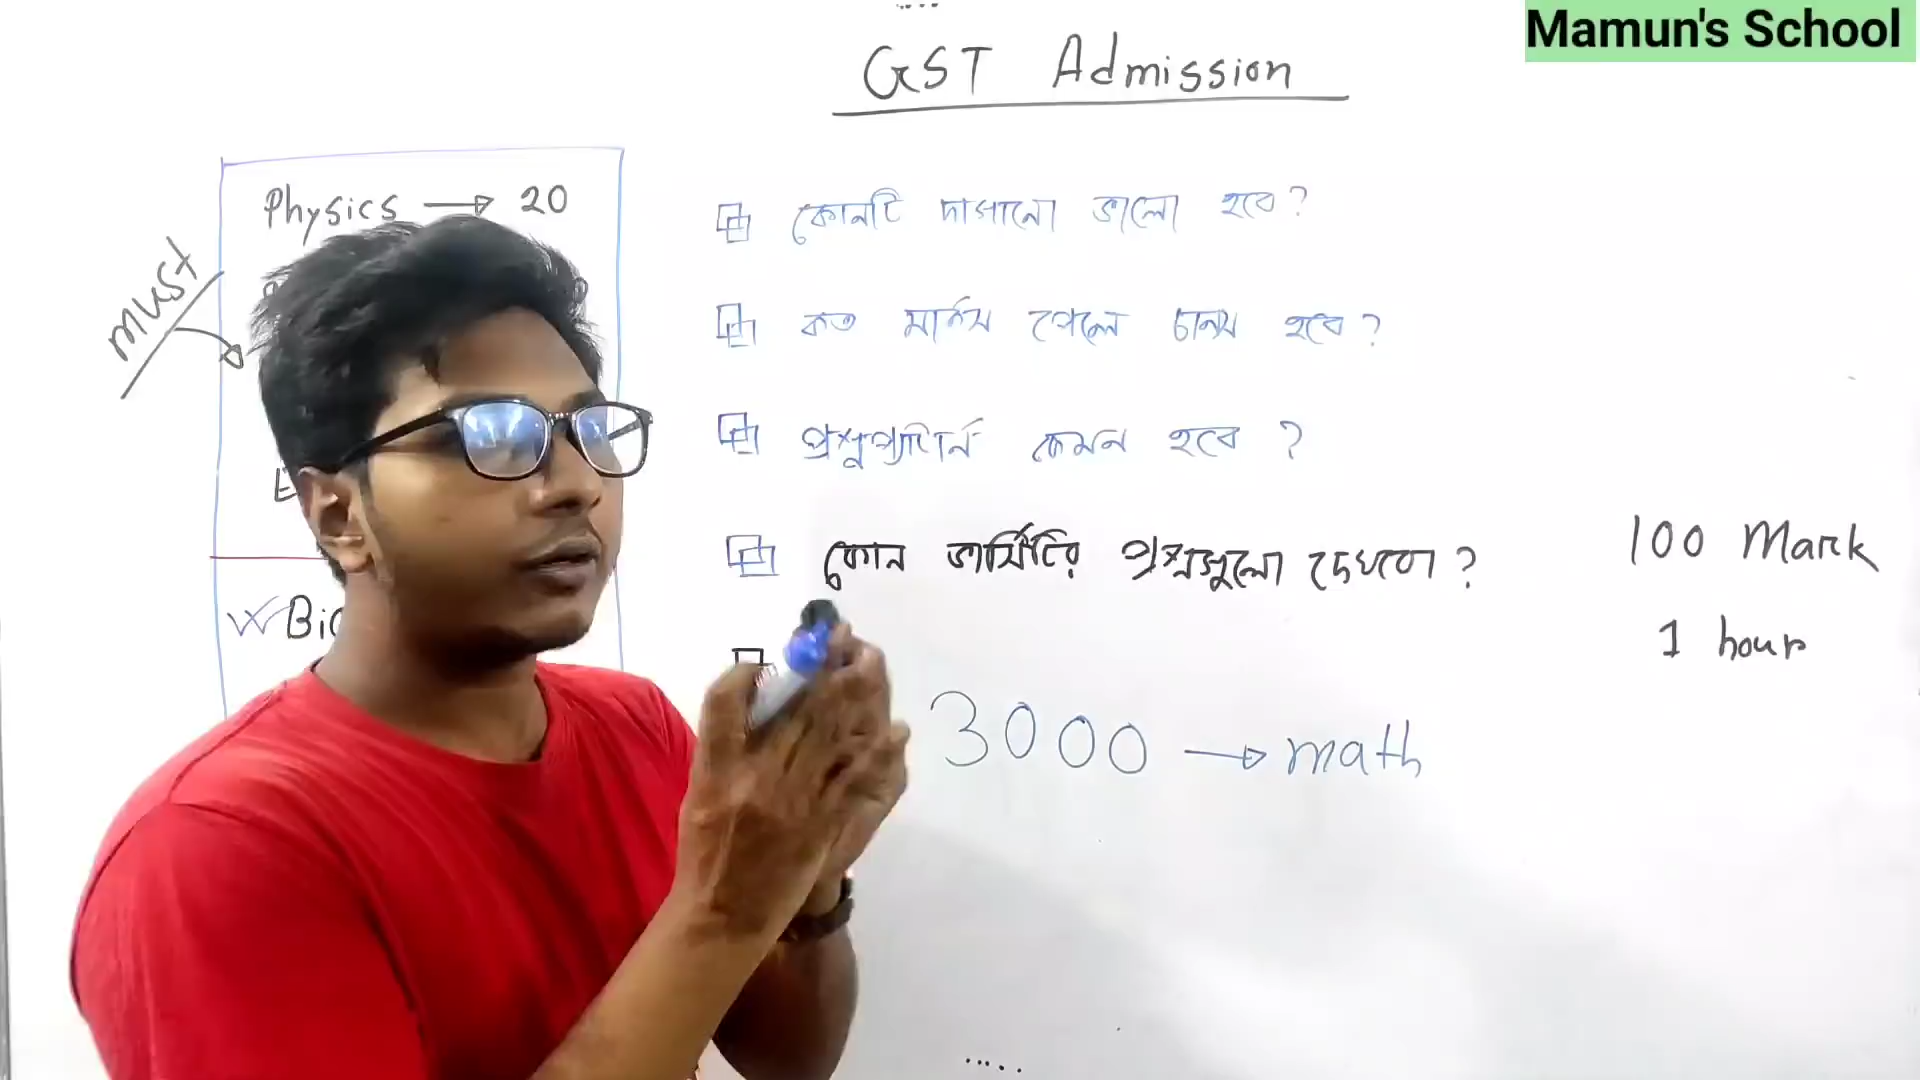 Mamun's School
GST Admission
Physics → 20
must
Bio
কোনটি দাগানো ভালো হবে?
কত মার্কস পেলে চান্স হবে?
প্রশ্নপ্যাটার্ন কেমন হবে ?
কোন ভার্সিটির প্রশ্নগুলো দেখবো ?
3000 → math
100 Mark
1 hour